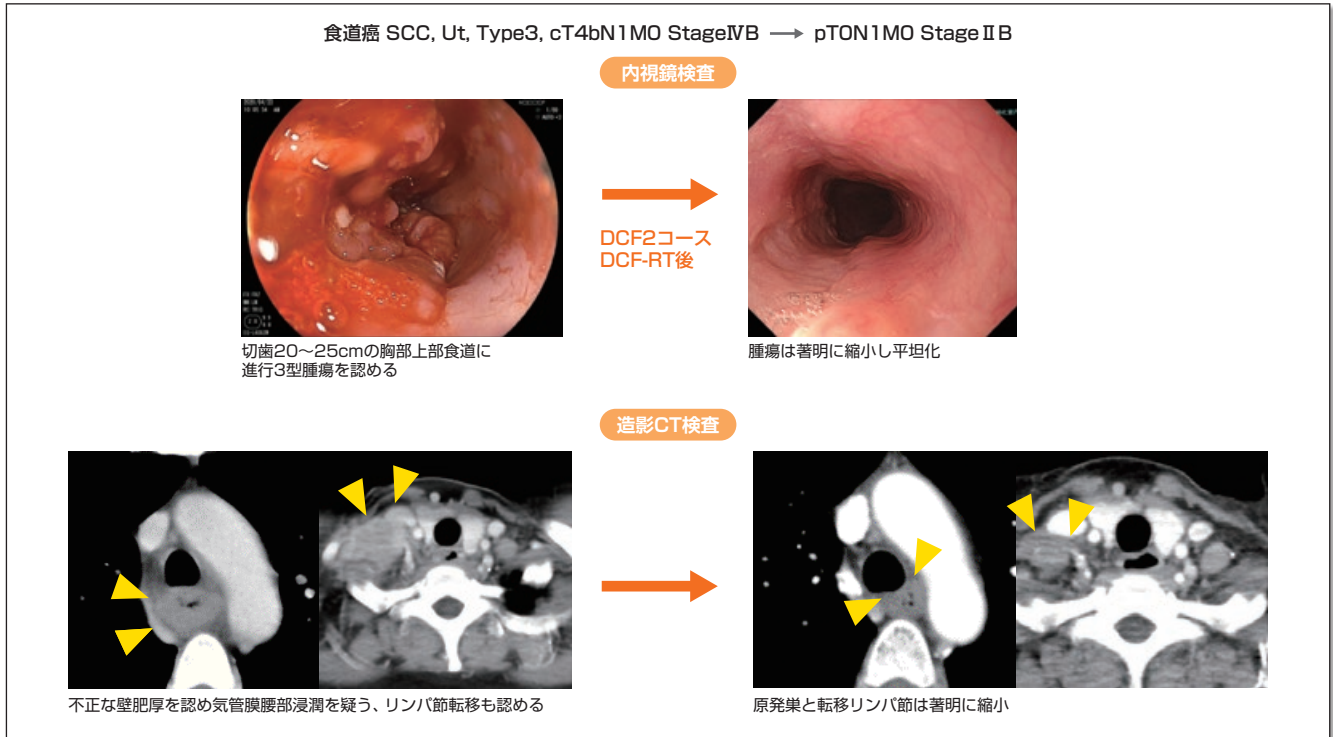 食道癌 SCC, Ut, Type3, cT4bN1M0 StageⅣB → pT0N1M0 StageⅡB
内視鏡検査
DCF2コース
DCF-RT後
切歯20〜25cmの胸部上部食道に
進行3型腫瘍を認める
腫瘍は著明に縮小し平坦化
造影CT検査
不正な壁肥厚を認め気管膜腰部浸潤を疑う、リンパ節転移も認める
原発巣と転移リンパ節は著明に縮小